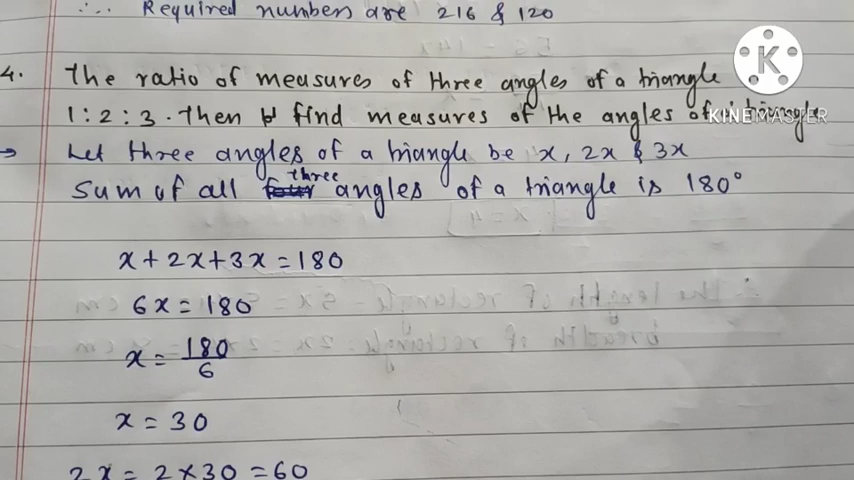 ∴ Required numbers are 216 & 120
4. The ratio of measures of three angles of a triangle
1:2:3. Then find measures of the angles of triangle
→ Let three angles of a triangle be x, 2x & 3x
Sum of all three angles of a triangle is 180°
x + 2x + 3x = 180
6x = 180
x = 180/6
x = 30
2x = 2×30 = 60
K
KINEMASTER